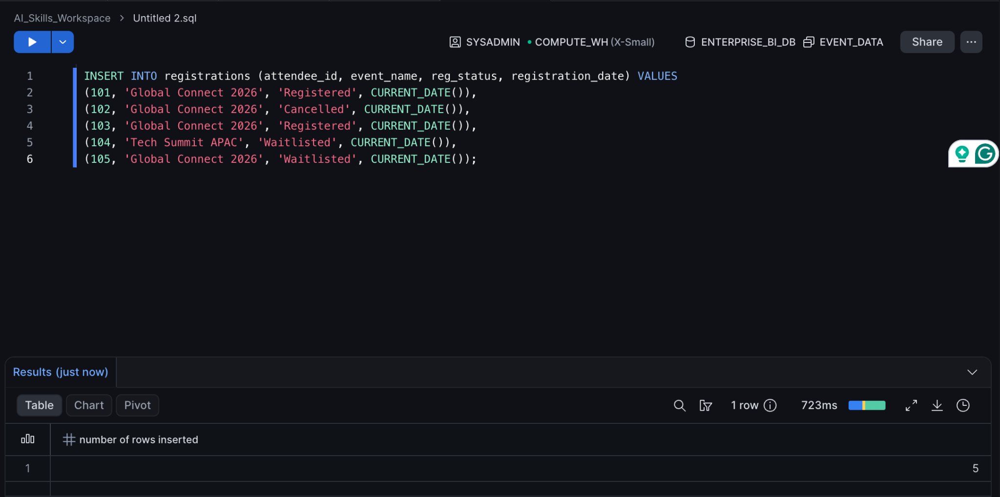 AI_Skills_Workspace > Untitled 2.sql
SYSADMIN COMPUTE_WH (X-Small) ENTERPRISE_BI_DB EVENT_DATA Share ...
1 INSERT INTO registrations (attendee_id, event_name, reg_status, registration_date) VALUES
2 (101, 'Global Connect 2026', 'Registered', CURRENT_DATE()),
3 (102, 'Global Connect 2026', 'Cancelled', CURRENT_DATE()),
4 (103, 'Global Connect 2026', 'Registered', CURRENT_DATE()),
5 (104, 'Tech Summit APAC', 'Waitlisted', CURRENT_DATE()),
6 (105, 'Global Connect 2026', 'Waitlisted', CURRENT_DATE());
Results (just now)
Table Chart Pivot 1 row 723ms
# number of rows inserted
1 5